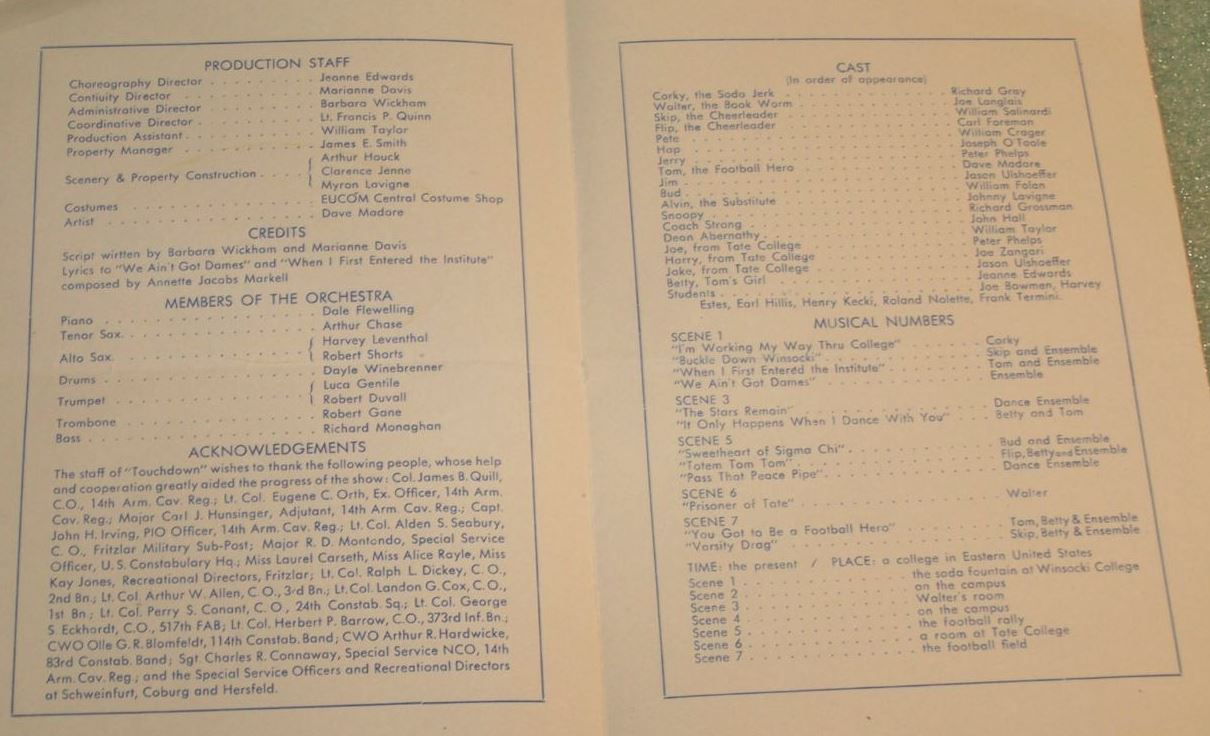 PRODUCTION STAFF
Choreography Director . . . . . . . . . Jeanne Edwards
Contiuity Director . . . . . . . . . . Marianne Davis
Administrative Director . . . . . . . . Barbara Wickham
Coordinative Director . . . . . . . . . Lt. Francis P. Quinn
Production Assistant . . . . . . . . . . William Taylor
Property Manager . . . . . . . . . . James E. Smith
Arthur Houck
Scenery & Property Construction . . . . Clarence Jenne
Myron Lavigne
Costumes . . . . . . . . . . EUCOM Central Costume Shop
Artist . . . . . . . . . . Dave Madore
CREDITS
Script wirtten by Barbara Wickham and Marianne Davis
Lyrics to "We Ain't Got Dames" and "When I First Entered the Institute"
composed by Annette Jacobs Markell
MEMBERS OF THE ORCHESTRA
Piano . . . . . . . . . . Dale Flewelling
Tenor Sax. . . . . . . . . . Arthur Chase
Harvey Leventhal
Alto Sax. . . . . . . . . . Robert Shorts
Drums . . . . . . . . . . Dayle Winebrenner
Luca Gentile
Trumpet . . . . . . . . . . Robert Duvall
Trombone . . . . . . . . . . Robert Gane
Bass . . . . . . . . . . Richard Monaghan
ACKNOWLEDGEMENTS
The staff of "Touchdown" wishes to thank the following people, whose help
and cooperation greatly aided the progress of the show: Col. James B. Quill,
C.O., 14th Arm. Cav. Reg.; Lt. Col. Eugene C. Orth, Ex. Officer, 14th Arm.
Cav. Reg.; Major Carl J. Hunsinger, Adjutant, 14th Arm. Cav. Reg.; Capt.
John H. Irving, PIO Officer, 14th Arm. Cav. Reg.; Lt. Col. Alden S. Seabury,
C. O., Fritzlar Military Sub-Post; Major R. D. Montondo, Special Service
Officer, U. S. Constabulary Hq.; Miss Laurel Carseth, Miss Alice Rayle, Miss
Kay Jones, Recreational Directors, Fritzlar; Lt. Col. Ralph L. Dickey, C. O.,
2nd Bn.; Lt. Col. Arthur W. Allen, C. O., 3rd Bn.; Lt. Col. Landon G. Cox, C. O.,
1st Bn; Lt. Col. Perry S. Conant, C. O, 24th Constab. Sq.; Lt. Col. George
S. Eckhardt, C.O., 517th FAB; Lt. Col. Herbert P. Barrow, C.O., 373rd Inf. Bn.;
CWO Olle G. R. Blomfeldt, 114th Constab. Band; CWO Arthur R. Hardwicke,
83rd Constab. Band; Sgt. Charles R. Connaway, Special Service NCO, 14th
Arm. Cav. Reg; and the Special Service Officers and Recreational Directors
at Schweinfurt, Coburg and Hersfeld.
CAST
(In order of appearance)
Corky, the Soda Jerk . . . . . . . . . . Richard Gray
Walter, the Book Worm . . . . . . . . . . Joe Langlais
Skip, the Cheerleader . . . . . . . . . . William Salinardi
Flip, the Cheerleader . . . . . . . . . . Carl Foreman
Pete . . . . . . . . . . William Crager
Hap . . . . . . . . . . Joseph O'Toole
Jerry . . . . . . . . . . Peter Phelps
Tom, the Football Hero . . . . . . . . . . Dave Madore
Jim . . . . . . . . . . Jason Ulshoeffer
Bud . . . . . . . . . . William Folan
Alvin, the Substitute . . . . . . . . . . Johnny Lavigne
Snoopy . . . . . . . . . . Richard Grossman
Coach Strong . . . . . . . . . . John Hall
Dean Abernathy . . . . . . . . . . William Taylor
Joe, from Tate College . . . . . . . . . . Peter Phelps
Harry, from Tate College . . . . . . . . . . Joe Zangari
Jake, from Tate College . . . . . . . . . . Jason Ulshoeffer
Betty, Tom's Girl . . . . . . . . . . Jeanne Edwards
Students . . . . . . . . . . Joe Bowman, Harvey
Estes, Earl Hillis, Henry Kecki, Roland Nolette, Frank Termini.
MUSICAL NUMBERS
SCENE 1
"I'm Working My Way Thru College" . . . . . . . . Corky
"Buckle Down Winsocki" . . . . . . . . . . Skip and Ensemble
"When I First Entered the Institute" . . . . . . . . Tom and Ensemble
"We Ain't Got Dames" . . . . . . . . . . Ensemble
SCENE 3
"The Stars Remain" . . . . . . . . . . Dance Ensemble
"It Only Happens When I Dance With You" . . . . . Betty and Tom
SCENE 5
"Sweetheart of Sigma Chi" . . . . . . . . . . Bud and Ensemble
"Totem Tom Tom" . . . . . . . . . . Flip, Betty and Ensemble
"Pass That Peace Pipe" . . . . . . . . . . Dance Ensemble
SCENE 6
"Prisoner of Tate" . . . . . . . . . . Walter
SCENE 7
"You Got to Be a Football Hero" . . . . . . . . Tom, Betty & Ensemble
"Varsity Drag" . . . . . . . . . . Skip, Betty & Ensemble
TIME: the present / PLACE: a college in Eastern United States
Scene 1 . . . . . . . . . . the soda fountain at Winsocki College
Scene 2 . . . . . . . . . . on the campus
Scene 3 . . . . . . . . . . Walter's room
Scene 4 . . . . . . . . . . on the campus
Scene 5 . . . . . . . . . . the football rally
Scene 6 . . . . . . . . . . a room at Tate College
Scene 7 . . . . . . . . . . the football field